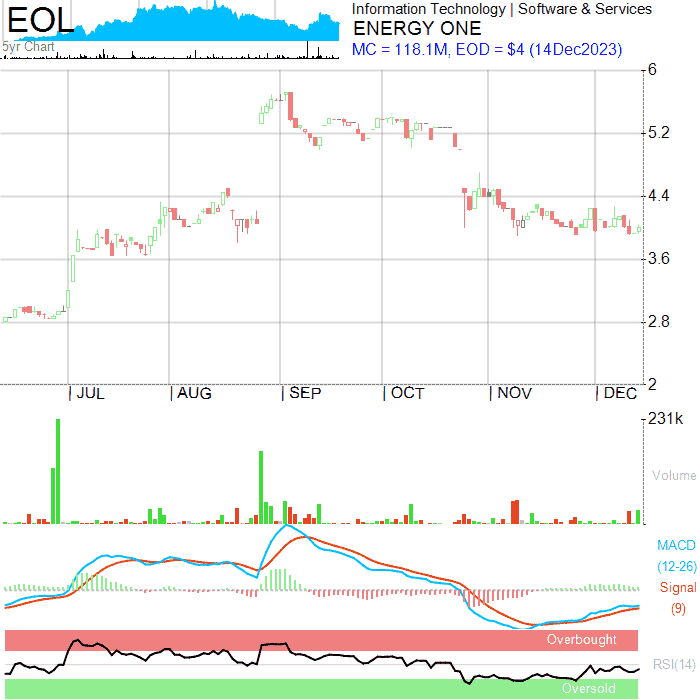 EOL
5yr Chart
Information Technology | Software & Services
ENERGY ONE
MC = 118.1M, EOD = $4 (14Dec2023)
6
5.2
4.4
3.6
2.8
2
JUL
AUG
SEP
OCT
NOV
DEC
231k
Volume
MACD
(12-26)
Signal
(9)
Overbought
RSI(14)
Oversold